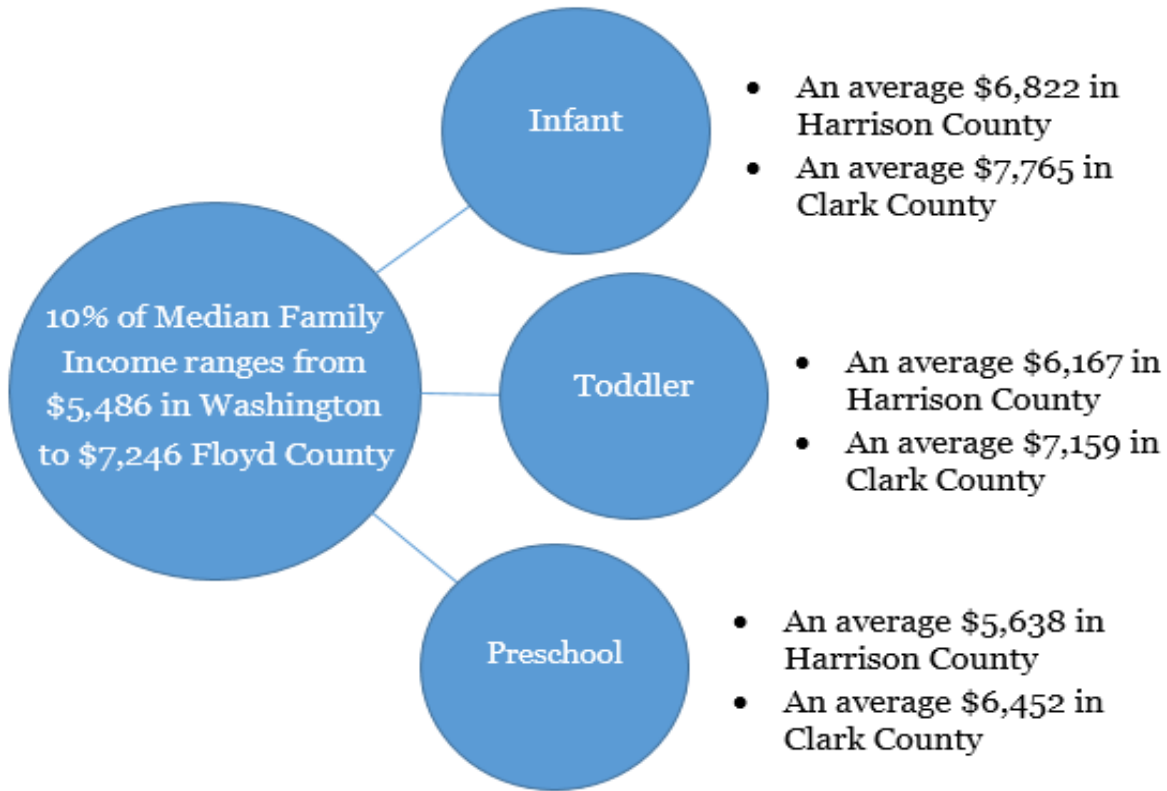 10% of Median Family
Income ranges from
$5,486 in Washington
to $7,246 Floyd County
Infant
• An average $6,822 in
Harrison County
• An average $7,765 in
Clark County
Toddler
• An average $6,167 in
Harrison County
• An average $7,159 in
Clark County
Preschool
• An average $5,638 in
Harrison County
• An average $6,452 in
Clark County